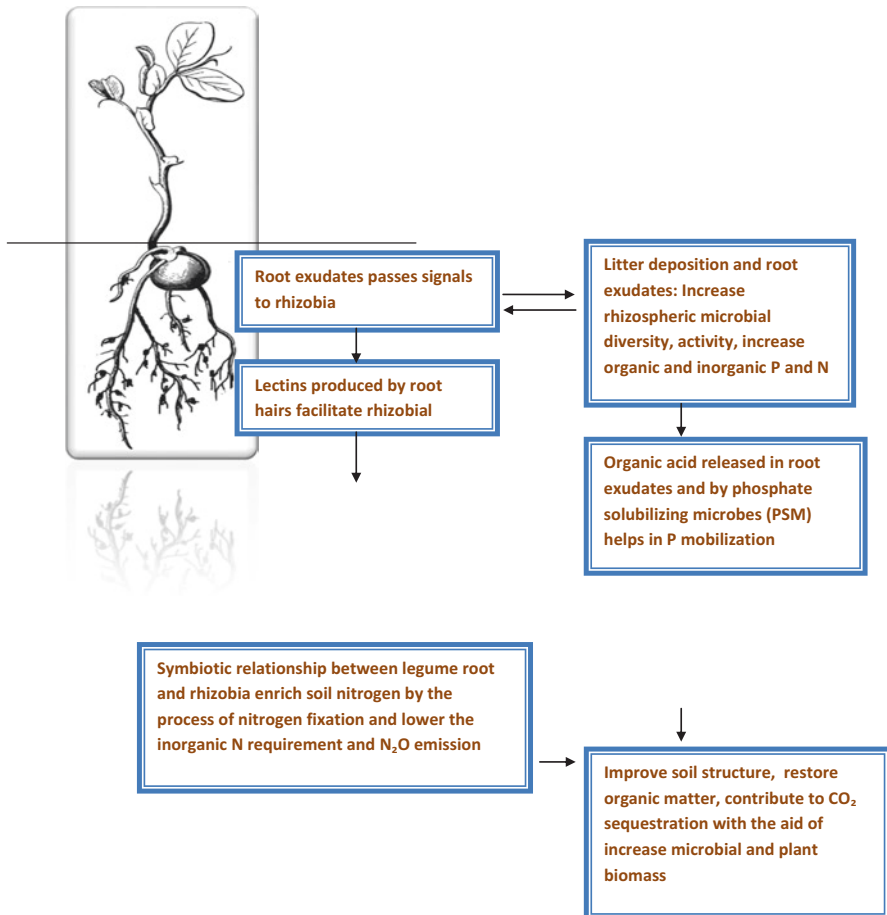 Root exudates passes signals
to rhizobia
Litter deposition and root
exudates: Increase
rhizospheric microbial
diversity, activity, increase
organic and inorganic P and N
Lectins produced by root
hairs facilitate rhizobial
Organic acid released in root
exudates and by phosphate
solubilizing microbes (PSM)
helps in P mobilization
Symbiotic relationship between legume root
and rhizobia enrich soil nitrogen by the
process of nitrogen fixation and lower the
inorganic N requirement and N₂O emission
Improve soil structure, restore
organic matter, contribute to CO₂
sequestration with the aid of
increase microbial and plant
biomass